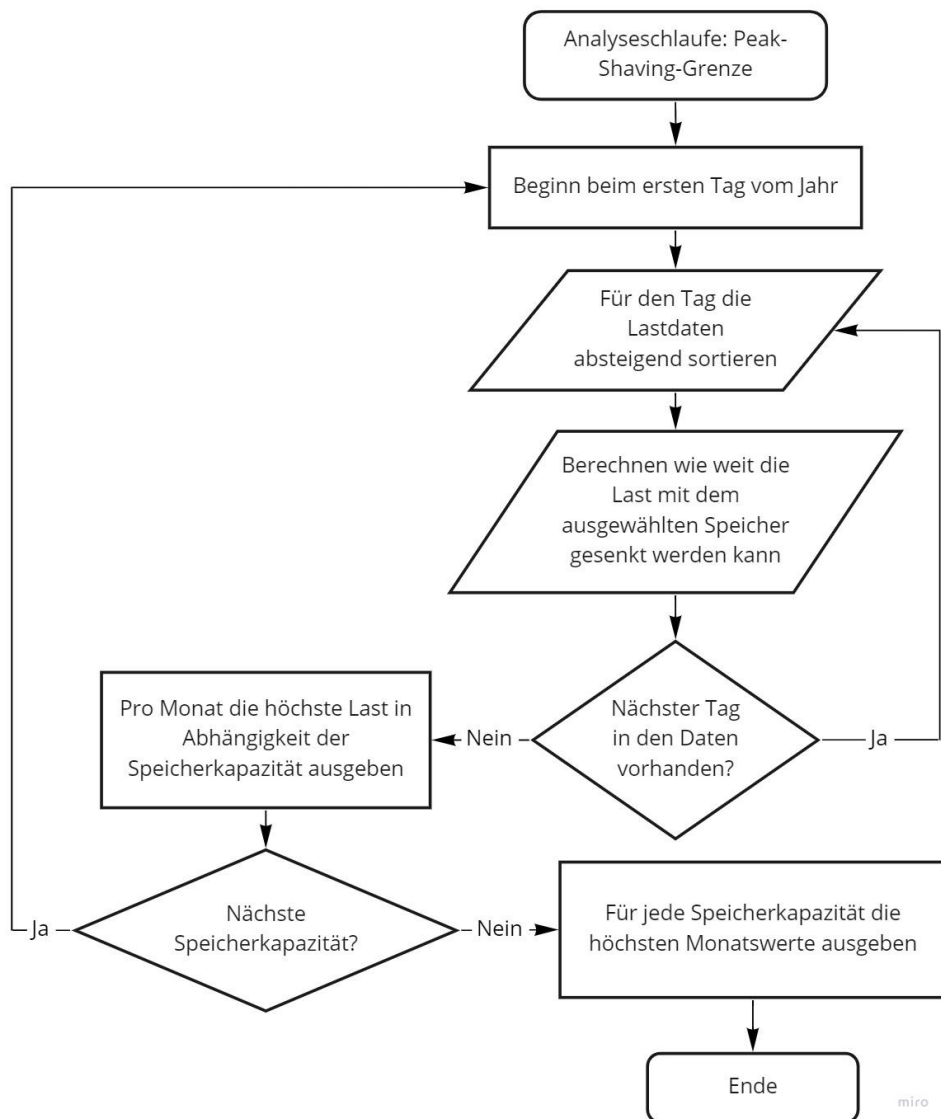 Analyseschlaufe: Peak-
Shaving-Grenze
Beginn beim ersten Tag vom Jahr
Für den Tag die
Lastdaten
absteigend sortieren
Berechnen wie weit die
Last mit dem
ausgewählten Speicher
gesenkt werden kann
Nächster Tag
in den Daten
vorhanden?
Ja
Nein
Pro Monat die höchste Last in
Abhängigkeit der
Speicherkapazität ausgeben
Nächste
Speicherkapazität?
Ja
Nein
Für jede Speicherkapazität die
höchsten Monatswerte ausgeben
Ende
miro